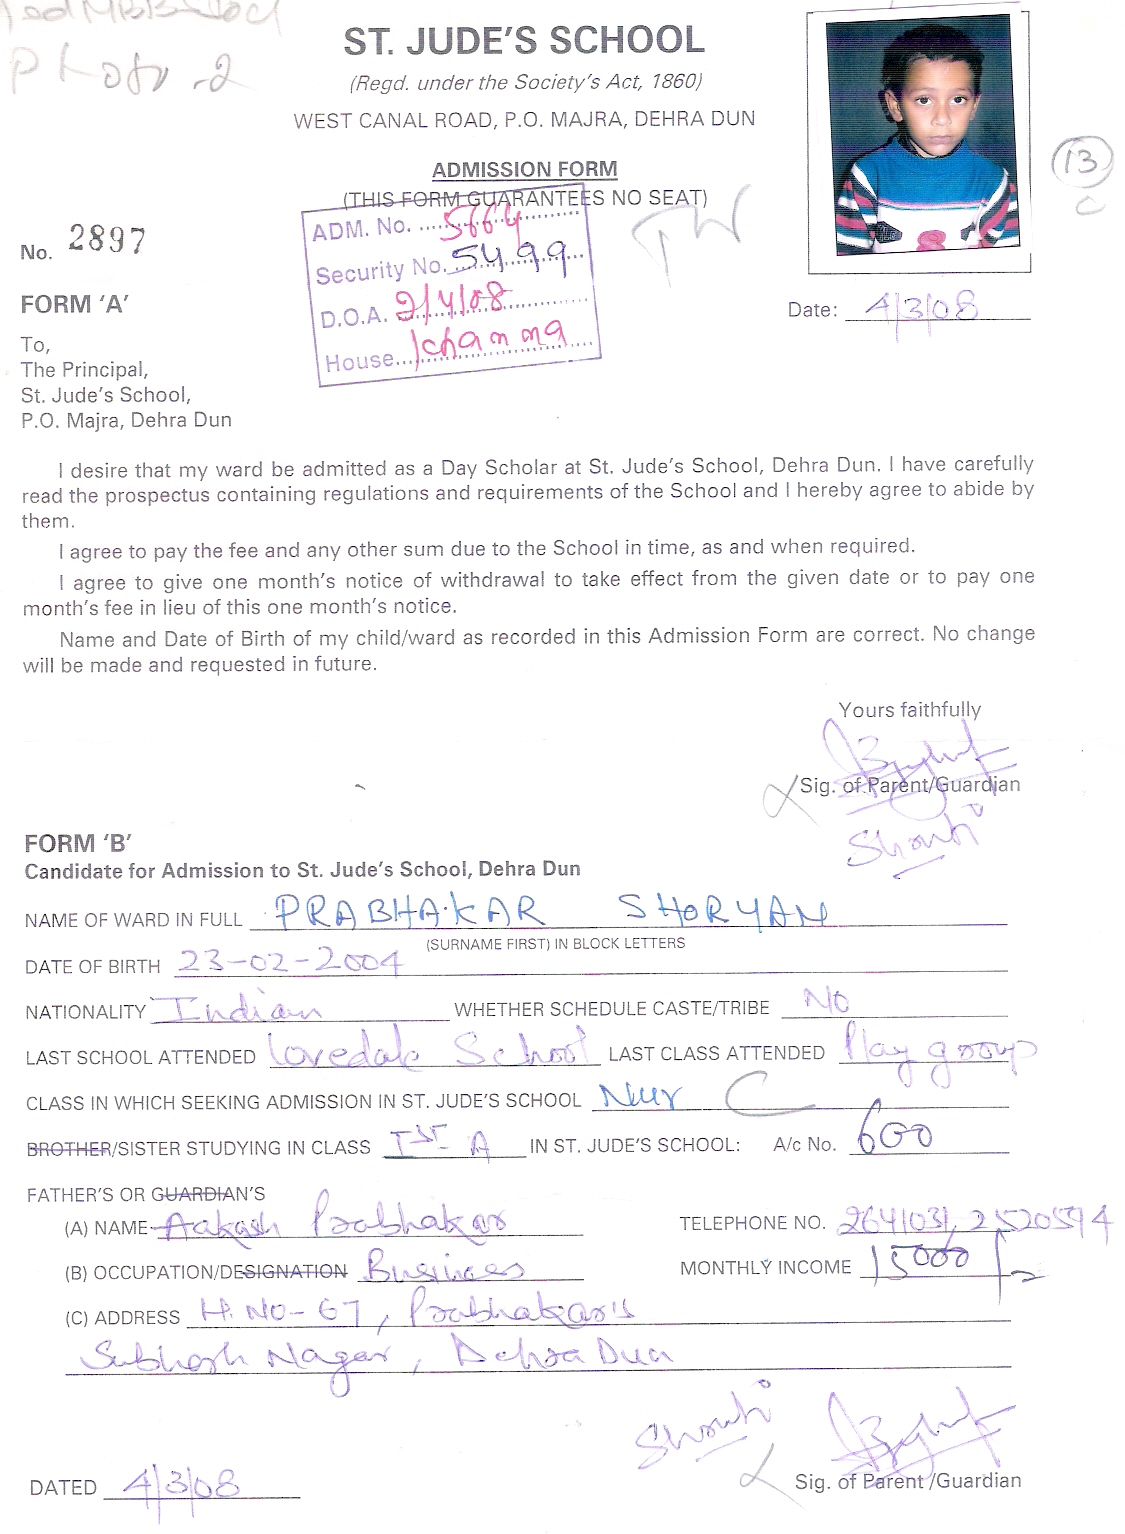 Photo-2
ST. JUDE'S SCHOOL
(Regd. under the Society's Act, 1860)
WEST CANAL ROAD, P.O. MAJRA, DEHRA DUN
ADMISSION FORM
(THIS FORM GUARANTEES NO SEAT)
13
C
No. 2897
ADM. No. 5664
Security No. 5499
D.O.A. 2/4/08
House Khanna
TW
FORM 'A'
Date: 4/3/08
To,
The Principal,
St. Jude's School,
P.O. Majra, Dehra Dun
I desire that my ward be admitted as a Day Scholar at St. Jude's School, Dehra Dun. I have carefully
read the prospectus containing regulations and requirements of the School and I hereby agree to abide by
them.
I agree to pay the fee and any other sum due to the School in time, as and when required.
I agree to give one month's notice of withdrawal to take effect from the given date or to pay one
month's fee in lieu of this one month's notice.
Name and Date of Birth of my child/ward as recorded in this Admission Form are correct. No change
will be made and requested in future.
Yours faithfully
Sig. of Parent/Guardian
FORM 'B'
Candidate for Admission to St. Jude's School, Dehra Dun
NAME OF WARD IN FULL PRABHAKAR SHORYAN
(SURNAME FIRST) IN BLOCK LETTERS
DATE OF BIRTH 23-02-2004
NATIONALITY Indian WHETHER SCHEDULE CASTE/TRIBE No
LAST SCHOOL ATTENDED Lovedale School LAST CLASS ATTENDED Play group
CLASS IN WHICH SEEKING ADMISSION IN ST. JUDE'S SCHOOL Nur C
BROTHER/SISTER STUDYING IN CLASS Ist A IN ST. JUDE'S SCHOOL: A/c No. 600
FATHER'S OR GUARDIAN'S
(A) NAME Aakash Prabhakar TELEPHONE NO. 2641031, 2520594
(B) OCCUPATION/DESIGNATION Business MONTHLY INCOME 15000/-
(C) ADDRESS H. NO-67, Prabhakar's
Subhash Nagar, Dehra Dun
DATED 4/3/08
Sig. of Parent /Guardian